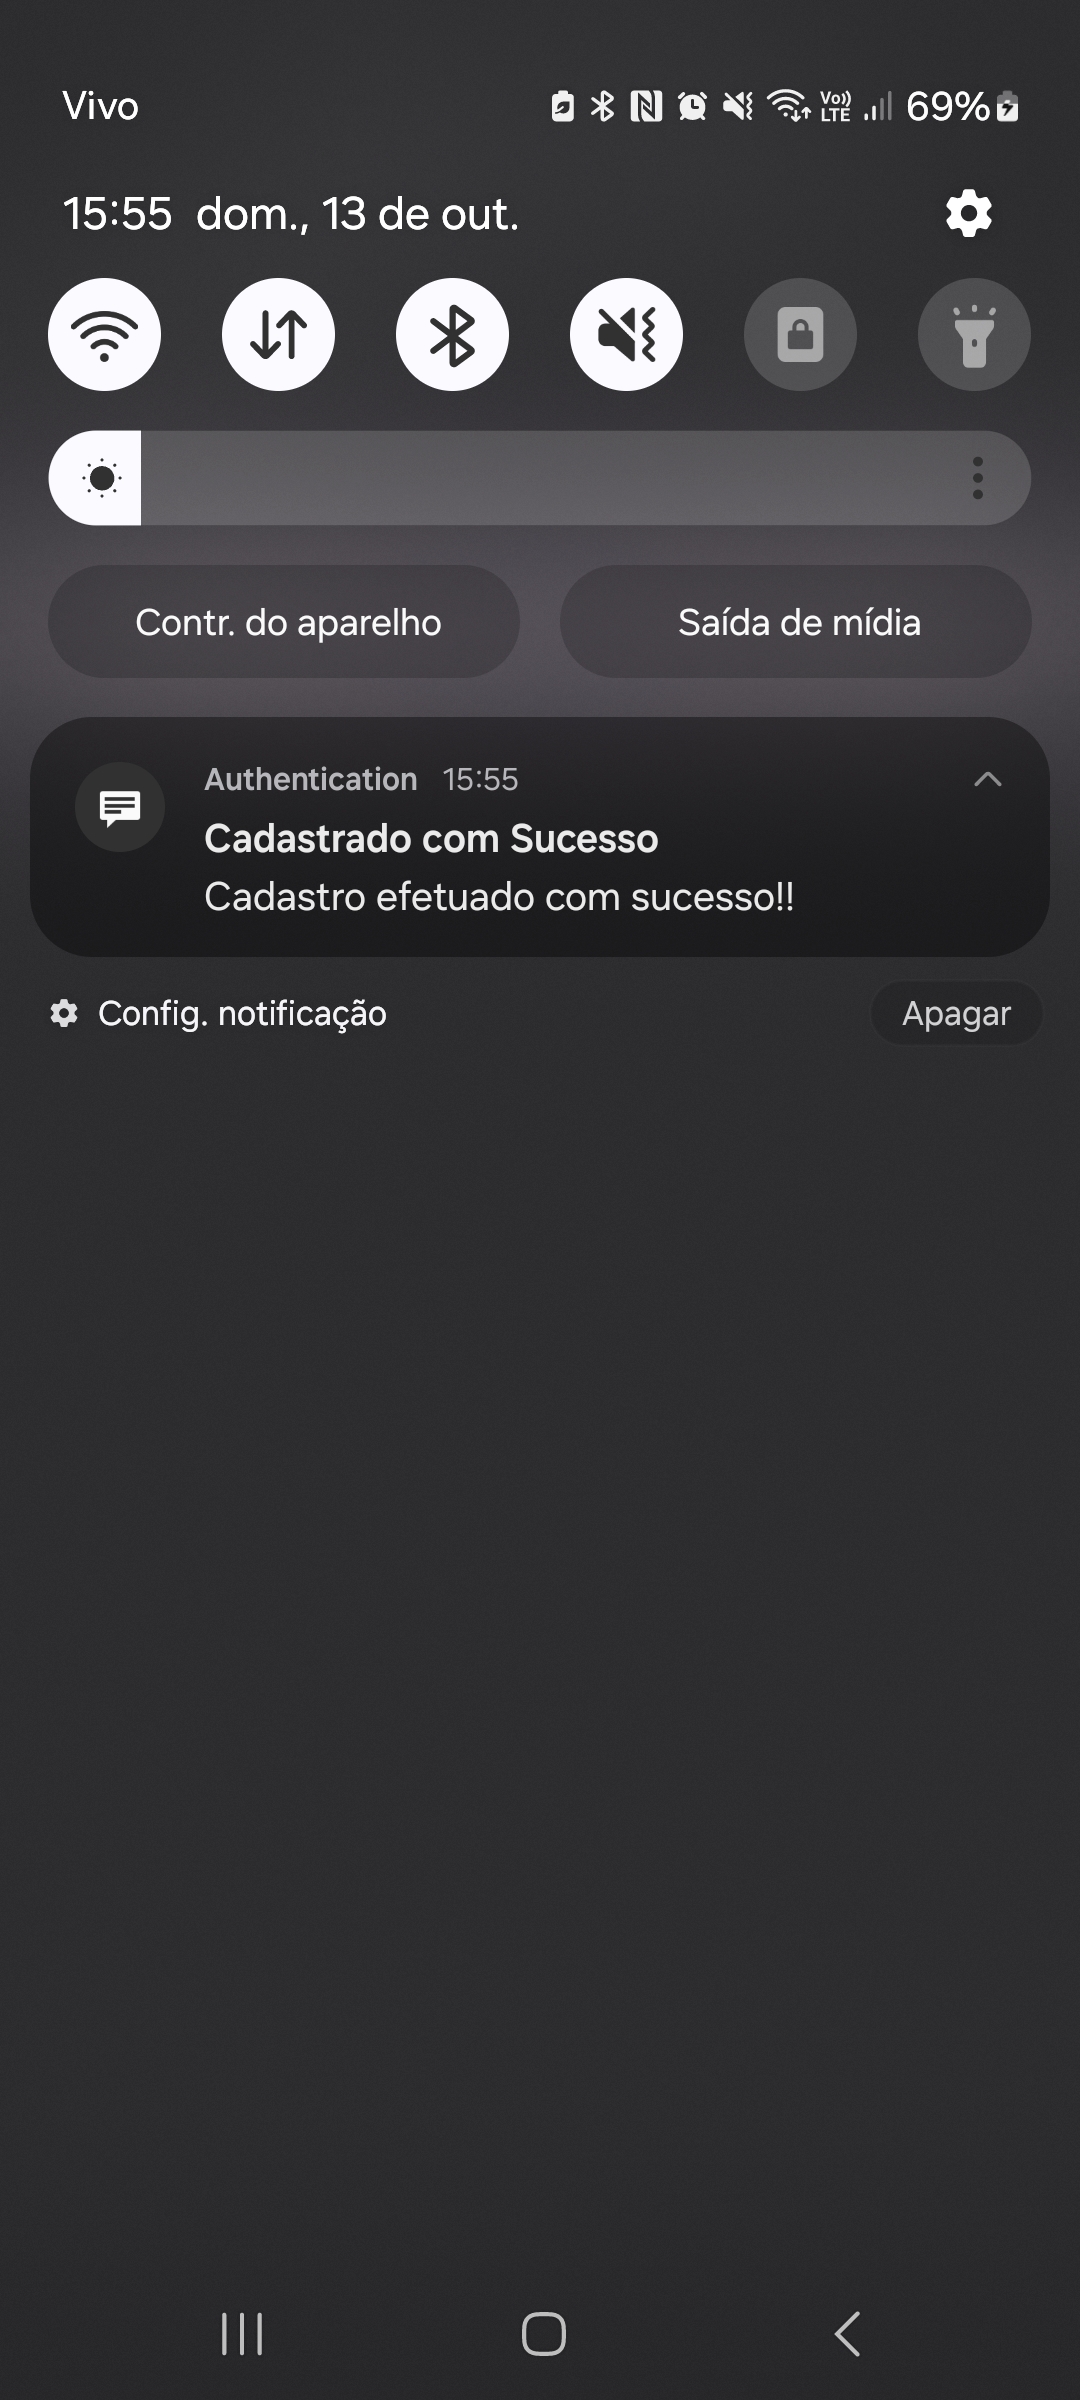 Vivo Vo)) LTE 69%
15:55 dom., 13 de out.
Contr. do aparelho Saída de mídia
Authentication 15:55
Cadastrado com Sucesso
Cadastro efetuado com sucesso!!
Config. notificação Apagar